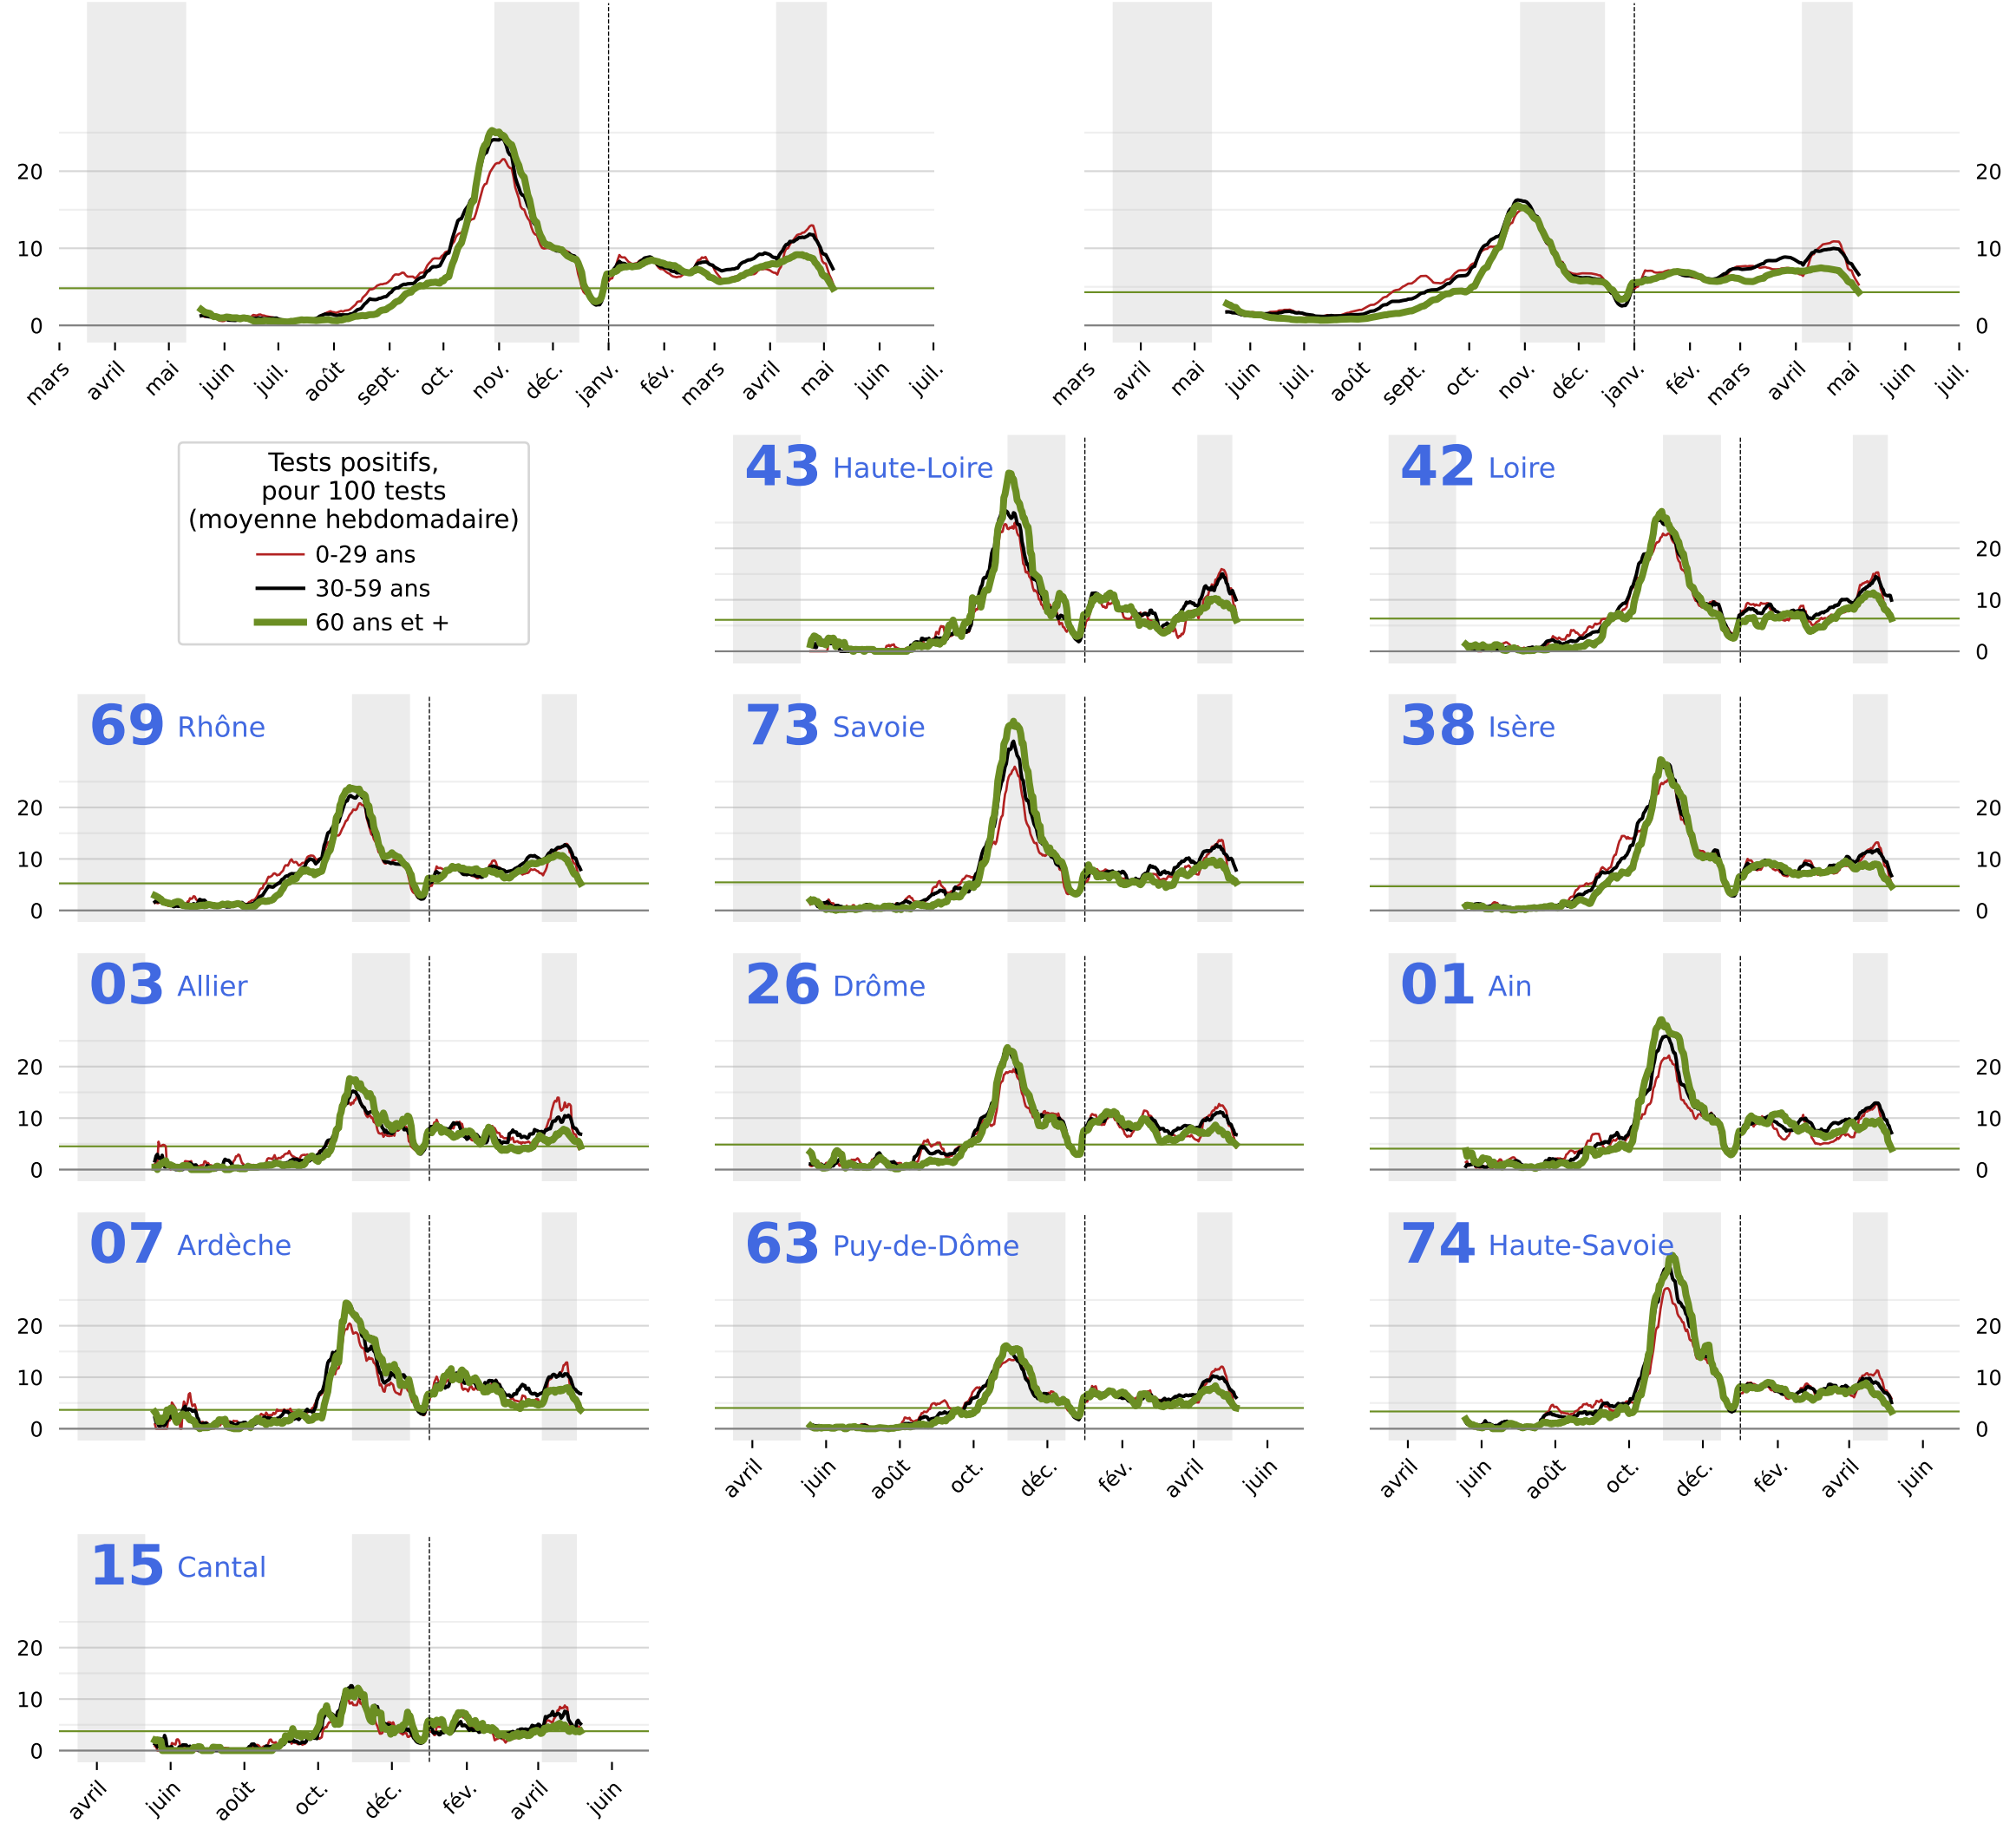 20 20
10 10
0 0
mars avril mai juin juil. août sept. oct. nov. déc. janv. fév. mars avril mai juin juil.
mars avril mai juin juil. août sept. oct. nov. déc. janv. fév. mars avril mai juin juil.
Tests positifs,
pour 100 tests
(moyenne hebdomadaire)
0-29 ans
30-59 ans
60 ans et +
43 Haute-Loire
42 Loire
20
10
0
69 Rhône
73 Savoie
38 Isère
20 20
10 10
0 0
03 Allier
26 Drôme
01 Ain
20 20
10 10
0 0
07 Ardèche
63 Puy-de-Dôme
74 Haute-Savoie
20 20
10 10
0 0
avril juin août oct. déc. fév. avril juin
avril juin août oct. déc. fév. avril juin
15 Cantal
20
10
0
avril juin août oct. déc. fév. avril juin